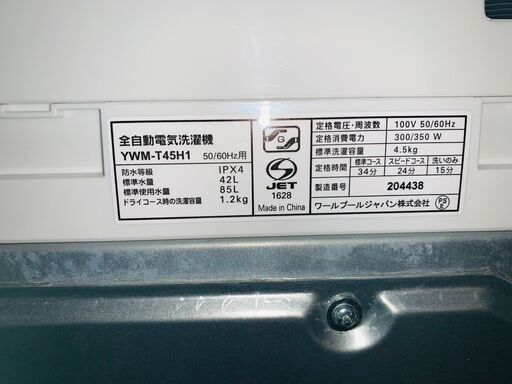 全自動電気洗濯機
YWM-T45H1 50/60Hz用
防水等級 IPX4
標準水量 42L
標準使用水量 85L
ドライコース時の洗濯容量 1.2kg
G
S
JET
1628
Made in China
定格電圧・周波数 100V 50/60Hz
定格消費電力 300/350 W
標準洗濯容量 4.5kg
定格時間 標準コース スピードコース 洗いのみ
34分 24分 15分
製造番号 204438
ワールプールジャパン株式会社 PS
E